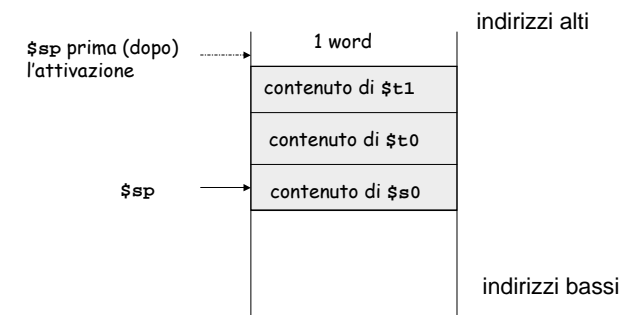 indirizzi alti
$sp prima (dopo)
l'attivazione
1 word
contenuto di $t1
contenuto di $t0
$sp
contenuto di $s0
indirizzi bassi